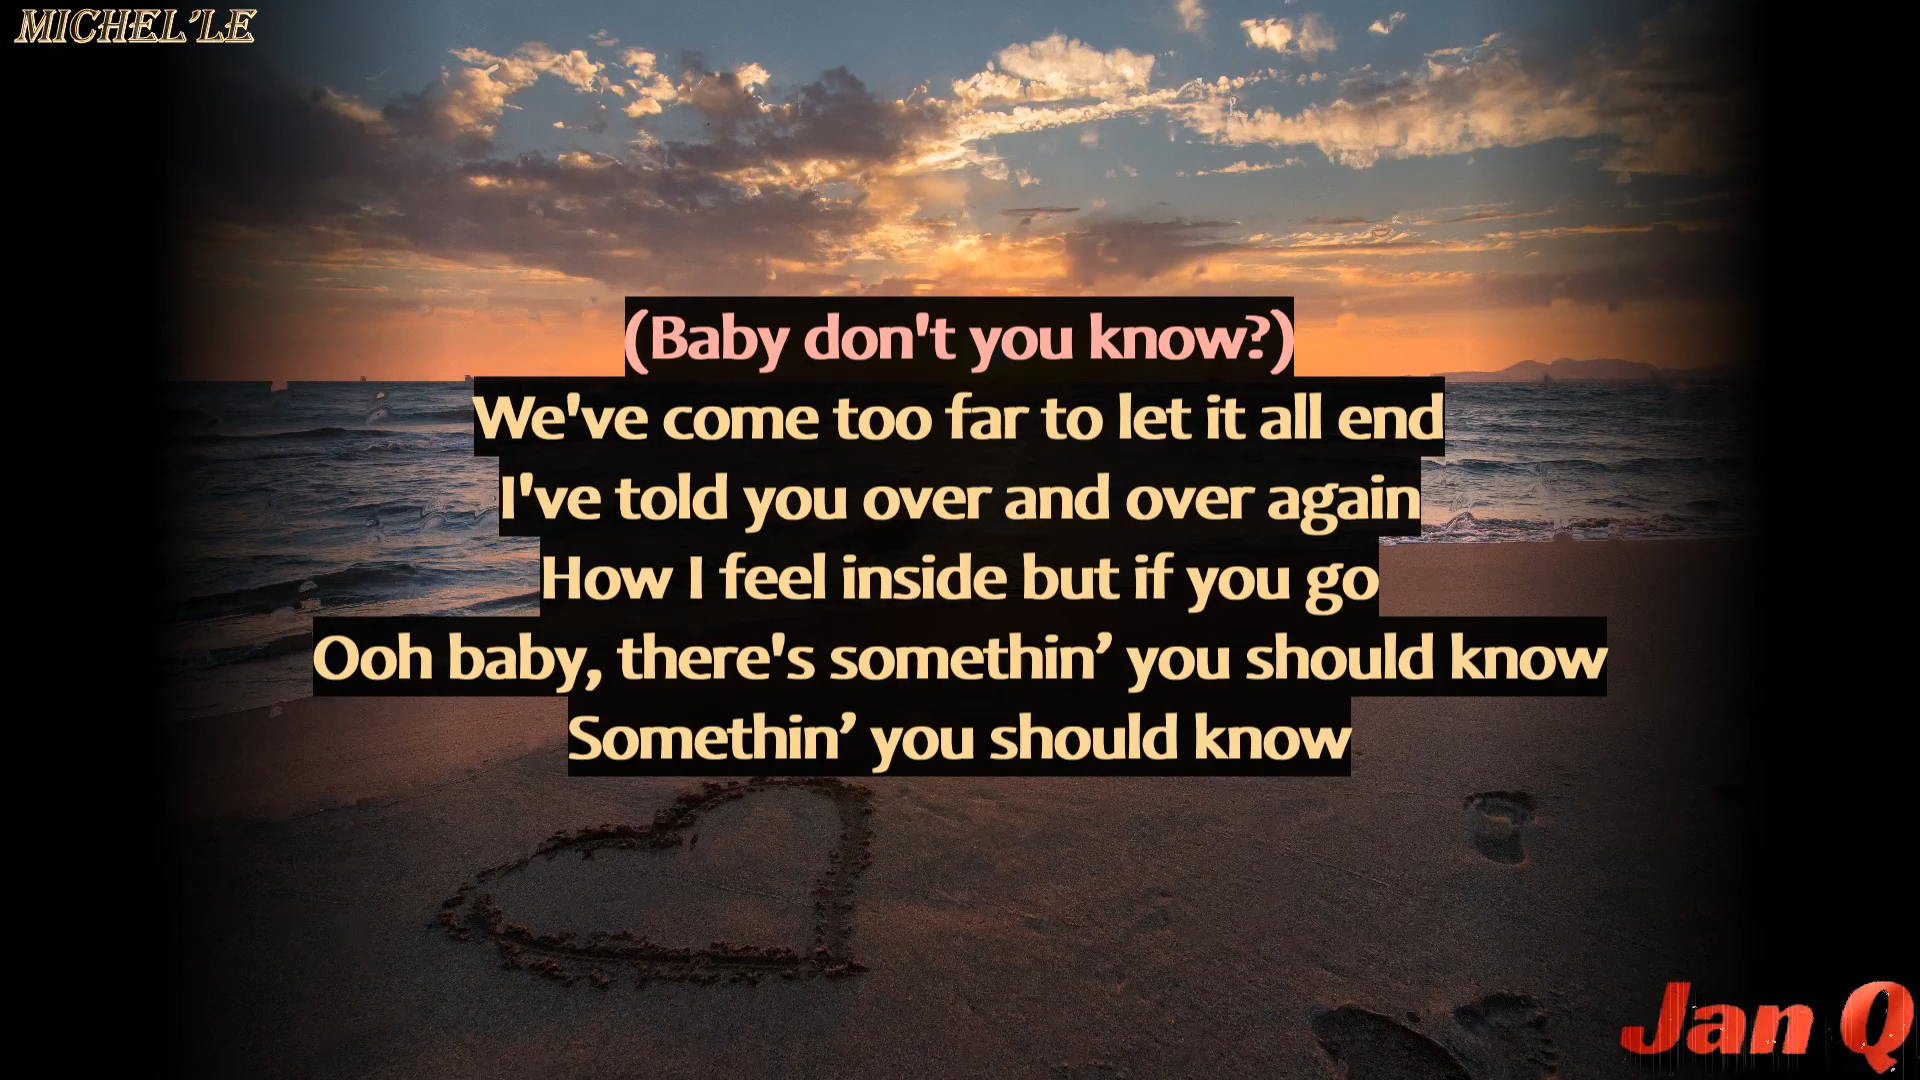 MICHEL'LE
(Baby don't you know?)
We've come too far to let it all end
I've told you over and over again
How I feel inside but if you go
Ooh baby, there's somethin’ you should know
Somethin’ you should know
Jan Q